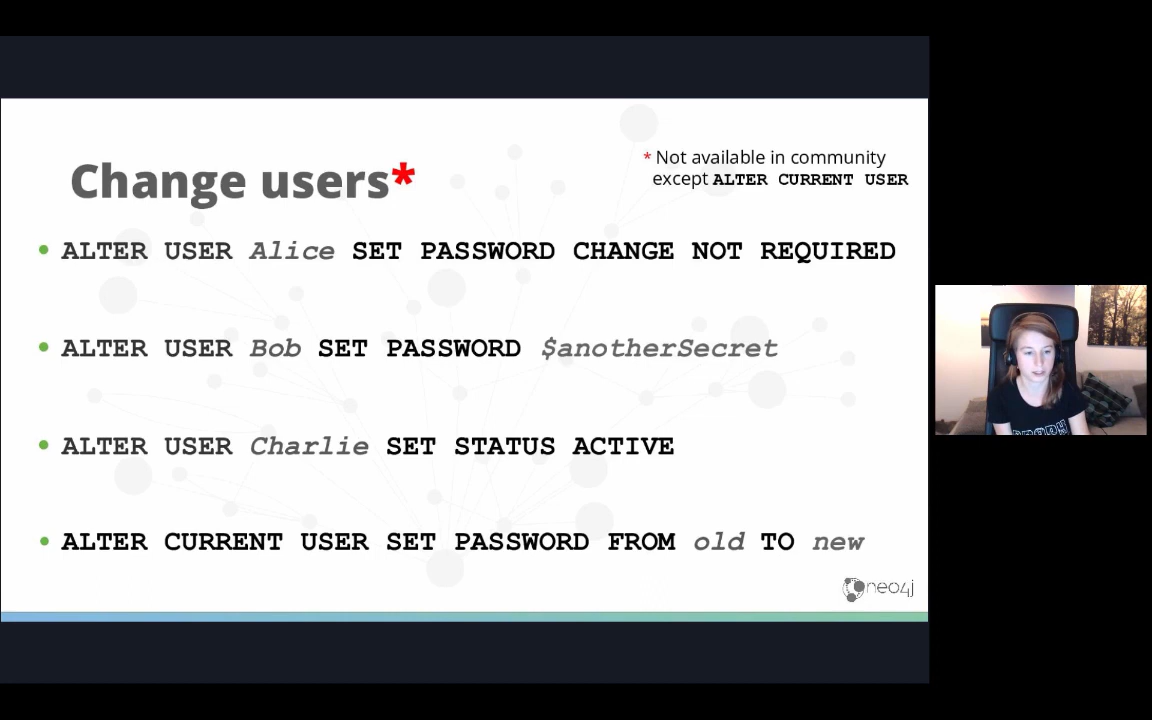 Change users*
* Not available in community
except ALTER CURRENT USER
• ALTER USER Alice SET PASSWORD CHANGE NOT REQUIRED
• ALTER USER Bob SET PASSWORD $anotherSecret
• ALTER USER Charlie SET STATUS ACTIVE
• ALTER CURRENT USER SET PASSWORD FROM old TO new
neo4j